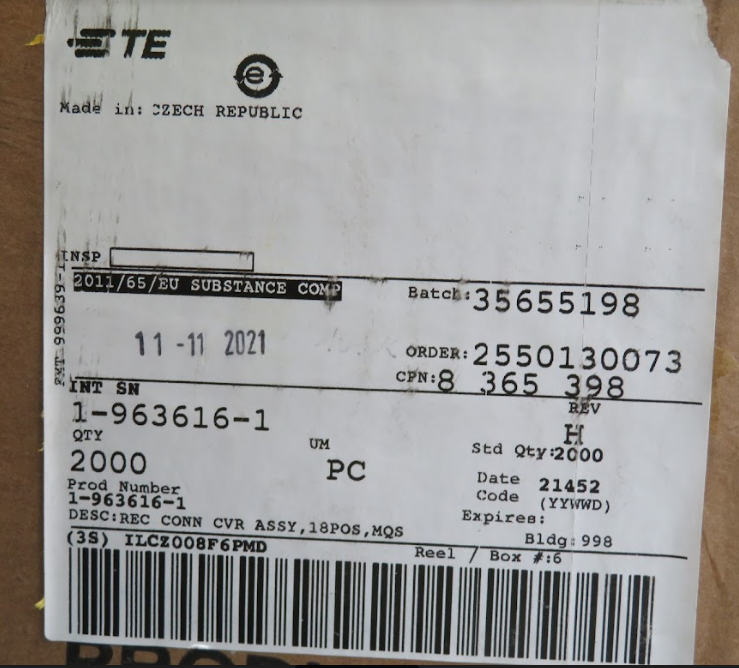 TE
e
Made in: CZECH REPUBLIC
INSP
2011/65/EU SUBSTANCE COMP
Batch:35655198
11-11 2021
ORDER:2550130073
CPN:8 365 398
INT SN
REV
1-963616-1
H
QTY
UM
Std Qty:2000
2000
PC
Date Code 21452
(YYWWD)
Prod Number
1-963616-1
Expires:
DESC:REC CONN CVR ASSY,18POS,MQS
Bldg:998
(3S) ILCZ008F6PMD
Reel / Box #:6